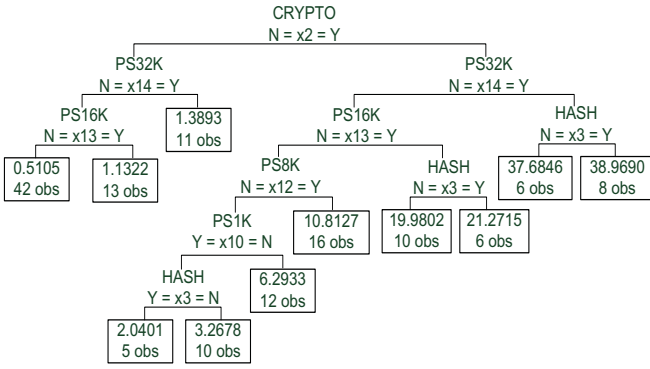 CRYPTO
N = x2 = Y
PS32K
N = x14 = Y
PS32K
N = x14 = Y
PS16K
N = x13 = Y
1.3893
11 obs
PS16K
N = x13 = Y
HASH
N = x3 = Y
0.5105
42 obs
1.1322
13 obs
PS8K
N = x12 = Y
HASH
N = x3 = Y
37.6846
6 obs
38.9690
8 obs
PS1K
Y = x10 = N
10.8127
16 obs
19.9802
10 obs
21.2715
6 obs
HASH
Y = x3 = N
6.2933
12 obs
2.0401
5 obs
3.2678
10 obs